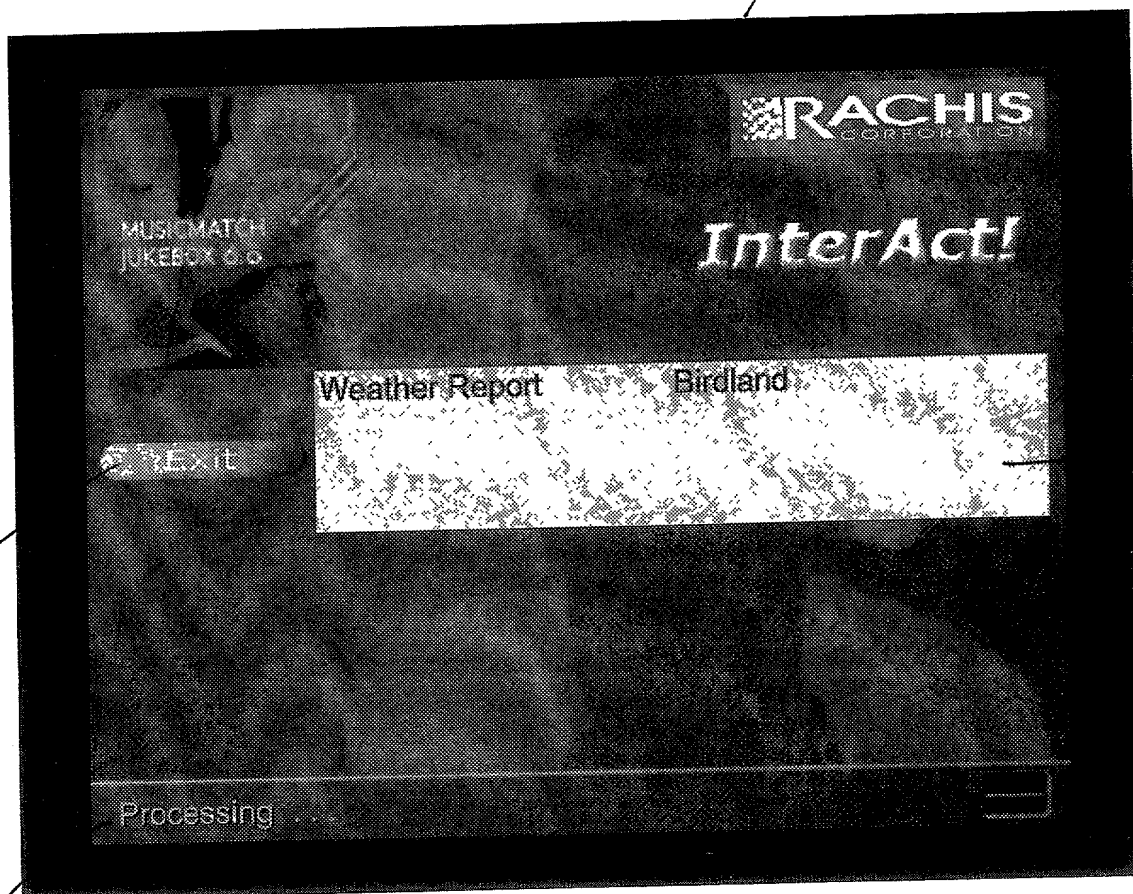 RACHIS
CORPORATION
MUSICMATCH
JUKEBOX 6.0
InterAct!
Weather Report Birdland
Exit
Processing . . .